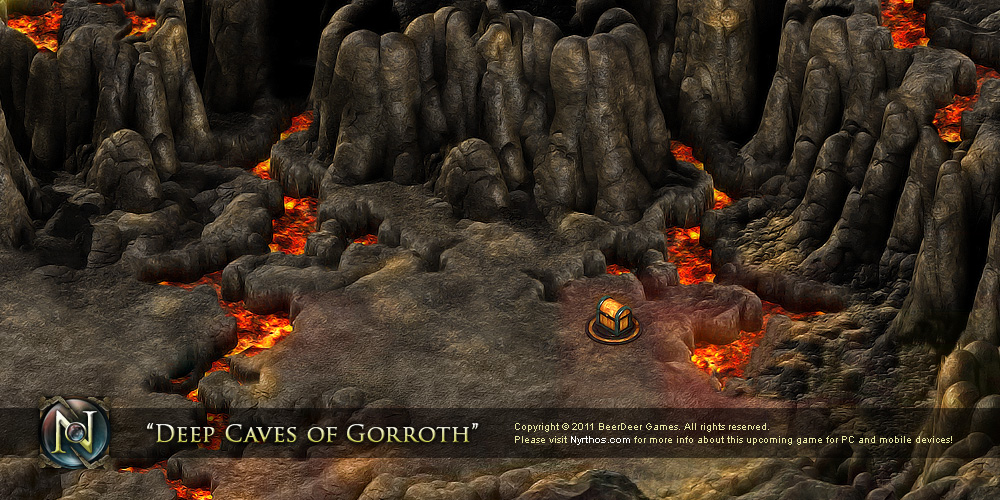 N
“Deep Caves of Gorroth”
Copyright © 2011 BeerDeer Games. All rights reserved.
Please visit Nyrthos.com for more info about this upcoming game for PC and mobile devices!